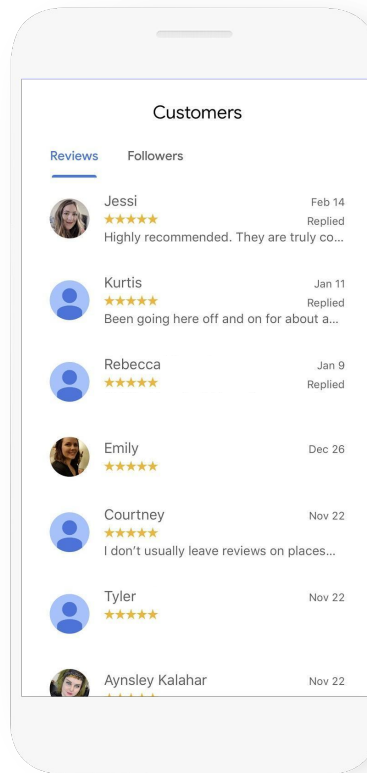 Customers
Reviews Followers
Jessi Feb 14
Replied
Highly recommended. They are truly co...
Kurtis Jan 11
Replied
Been going here off and on for about a...
Rebecca Jan 9
Replied
Emily Dec 26
Courtney Nov 22
I don't usually leave reviews on places...
Tyler Nov 22
Aynsley Kalahar Nov 22